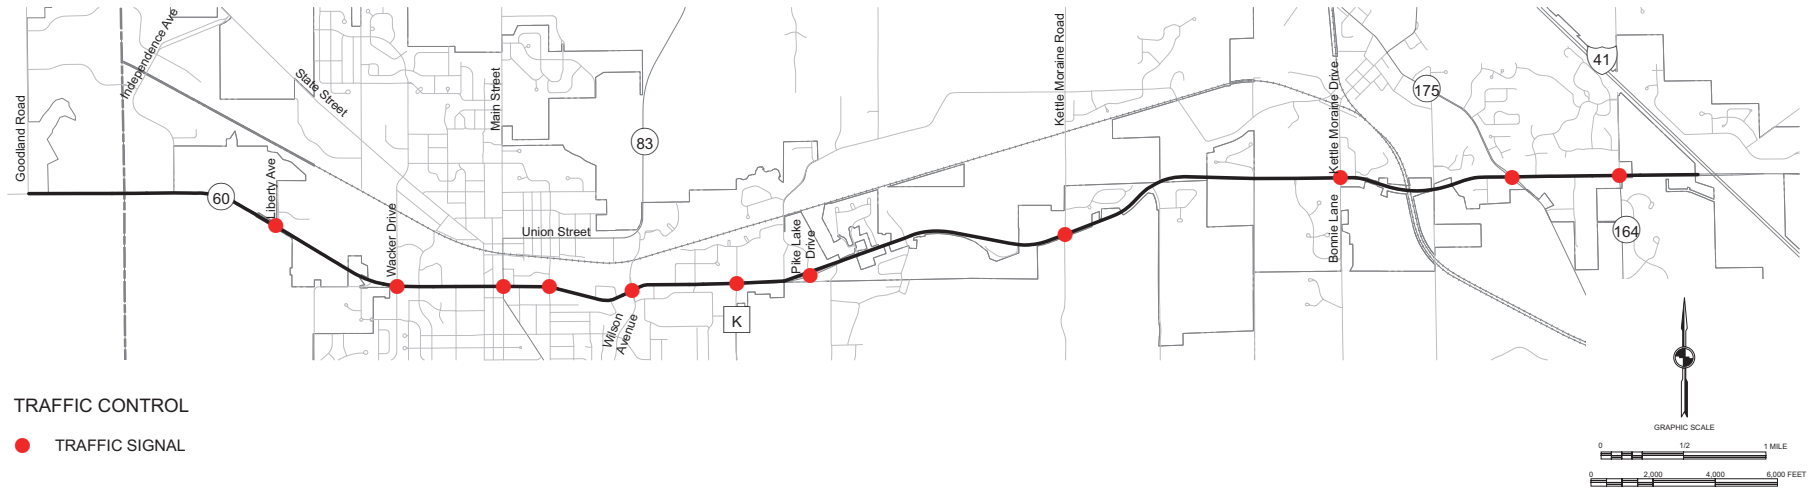 Goodland Road
Independence Ave
State Street
Main Street
83
Kettle Moraine Road
Kettle Moraine Drive
175
41
60
Liberty Ave
Wacker Drive
Union Street
Wilson
Avenue
K
Pike Lake
Drive
Bonnie Lane
164
TRAFFIC CONTROL
TRAFFIC SIGNAL
GRAPHIC SCALE
0 1/2 1 MILE
0 2,000 4,000 6,000 FEET